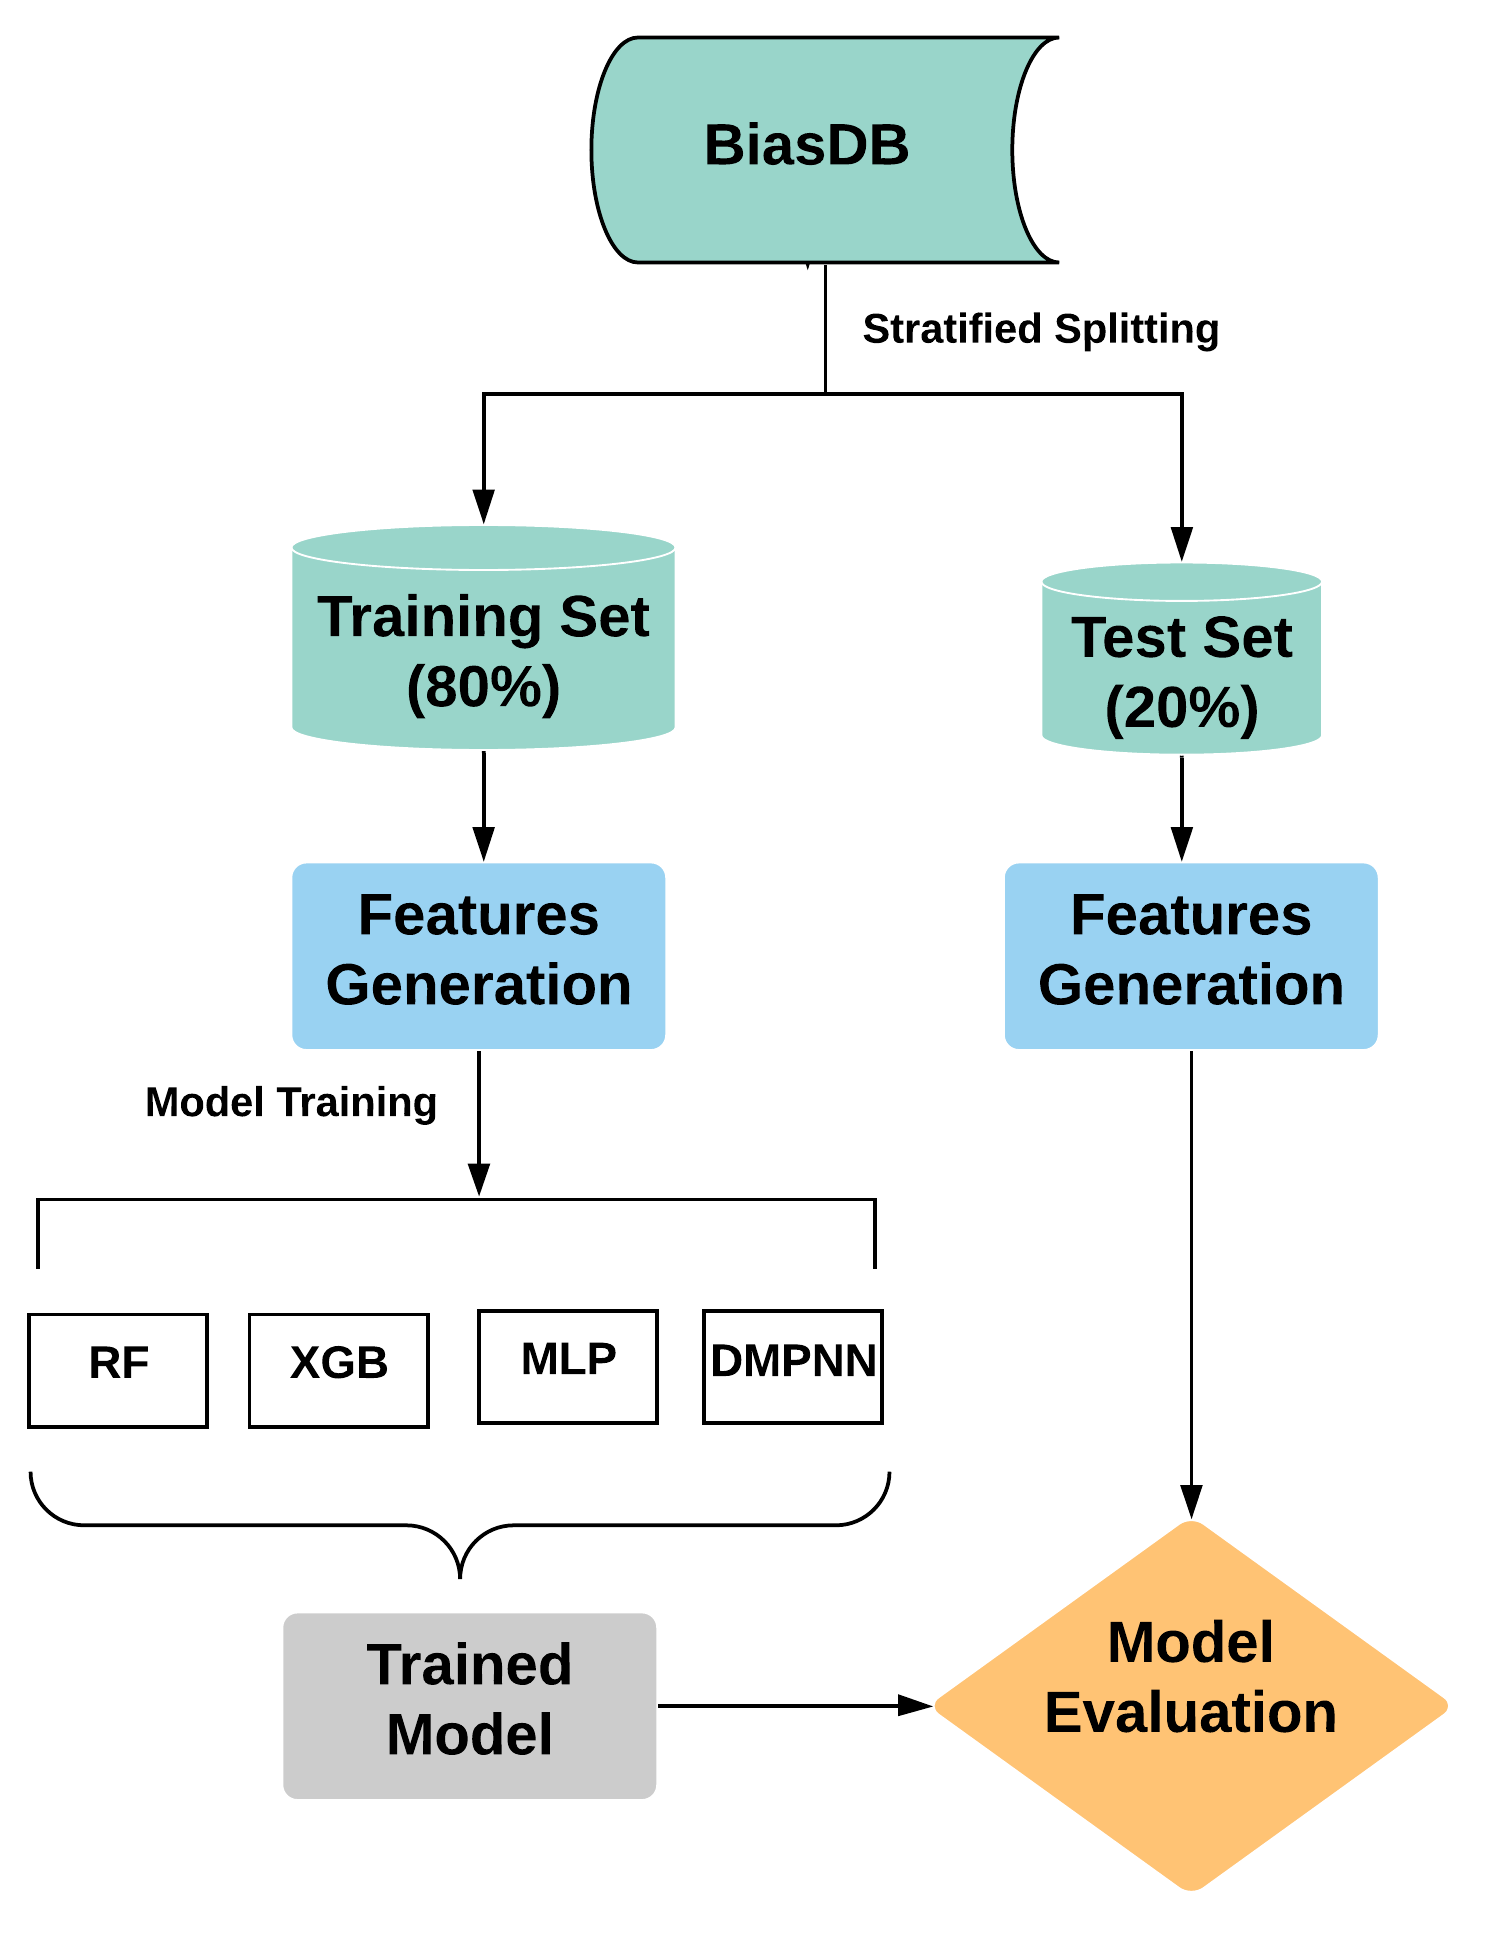 BiasDB
Stratified Splitting
Training Set
(80%)
Test Set
(20%)
Features
Generation
Features
Generation
Model Training
RF
XGB
MLP
DMPNN
Trained
Model
Model
Evaluation